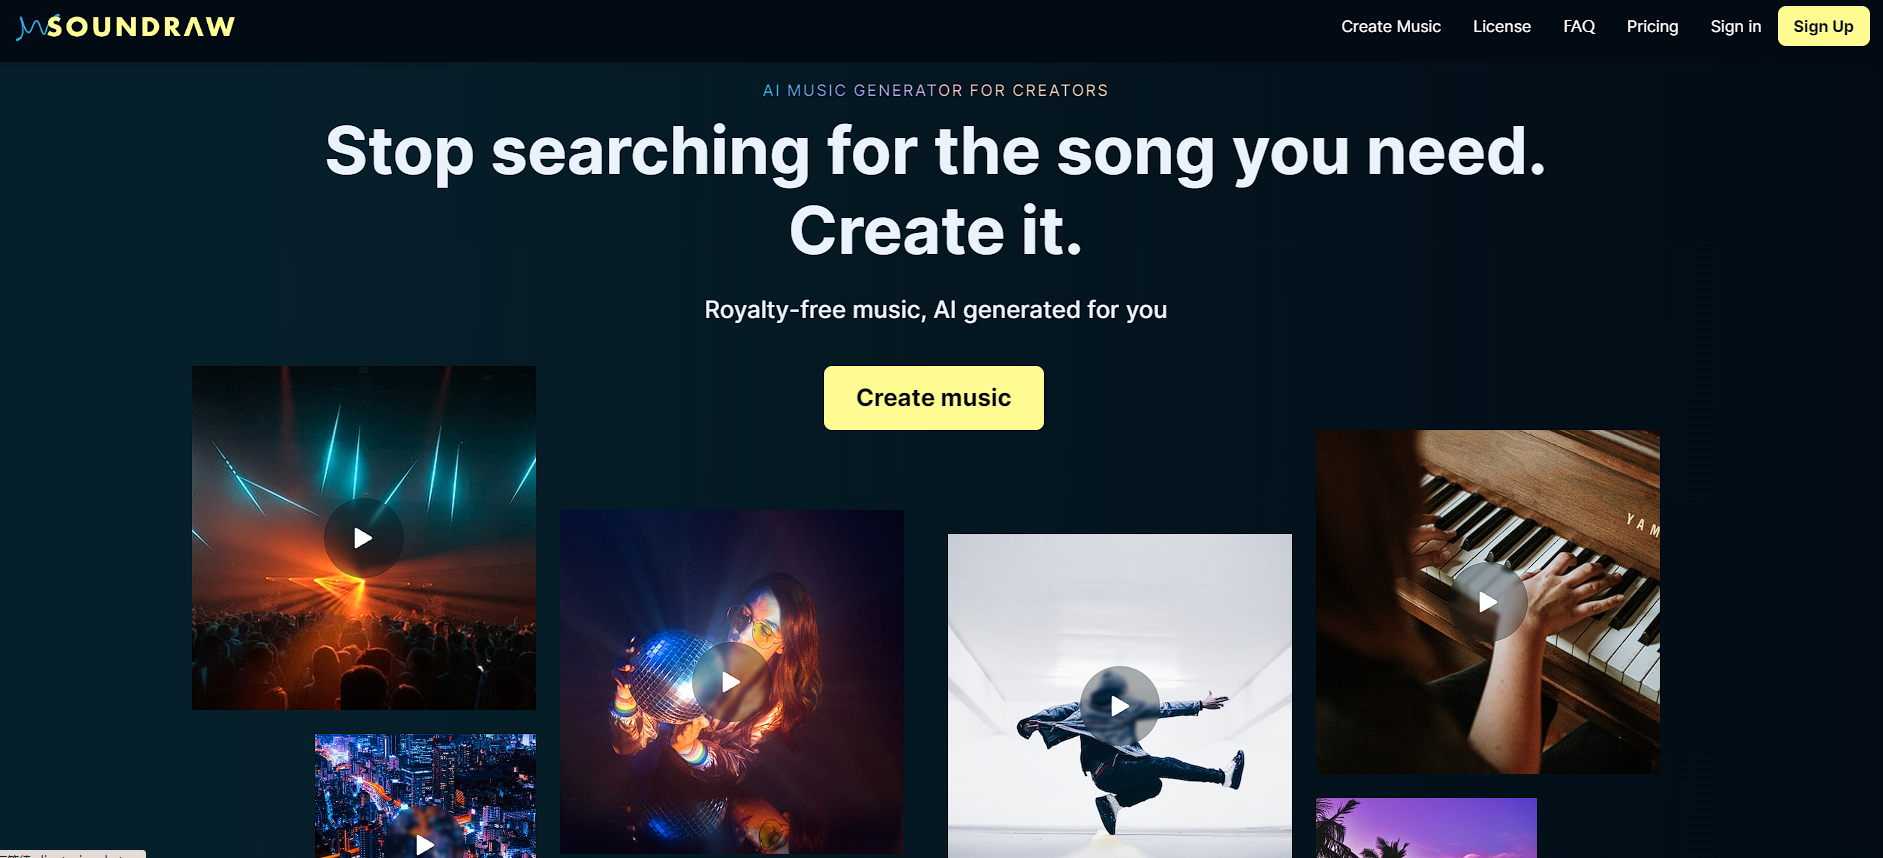 SOUNDRAW
Create Music
License
FAQ
Pricing
Sign in
Sign Up
AI MUSIC GENERATOR FOR CREATORS
Stop searching for the song you need.
Create it.
Royalty-free music, AI generated for you
Create music
YAM